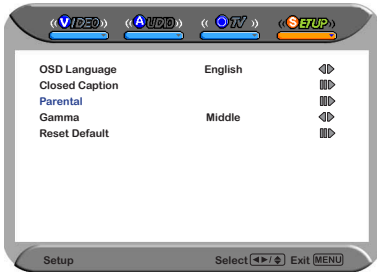 VIDEO AUDIO TV SETUP
OSD Language English
Closed Caption
Parental
Gamma Middle
Reset Default
Setup Select Exit MENU